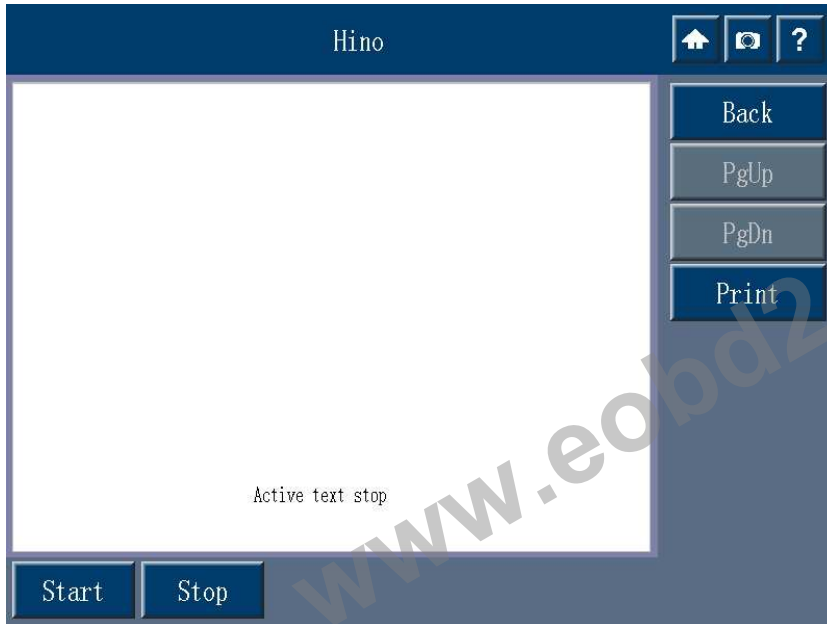 Hino
?
Back
PgUp
PgDn
Print
Active text stop
Start
Stop
www.eobd2